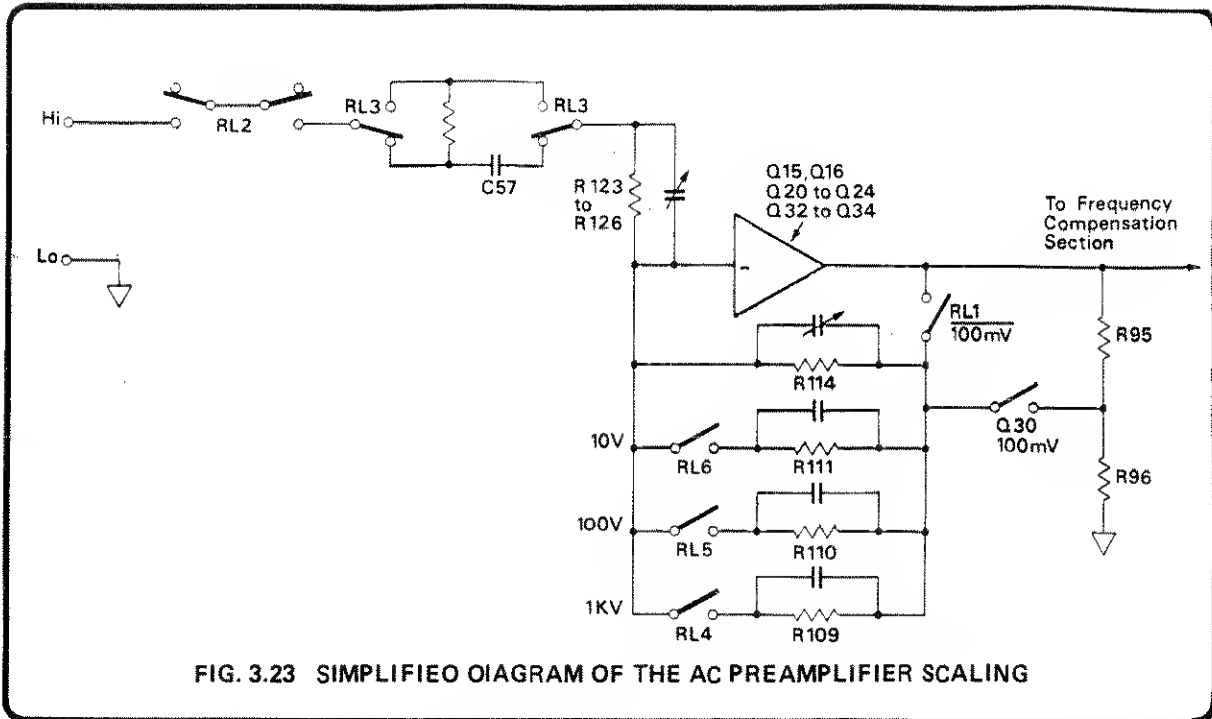 Hi
RL2
RL3
RL3
C57
R123
to
R126
Q15, Q16
Q20 to Q24
Q32 to Q34
To Frequency
Compensation
Section
Lo
-
RL1
100mV
R95
R114
Q30
100mV
10V
RL6
R111
R96
100V
RL5
R110
1KV
RL4
R109
FIG. 3.23 SIMPLIFIEO OIAGRAM OF THE AC PREAMPLIFIER SCALING